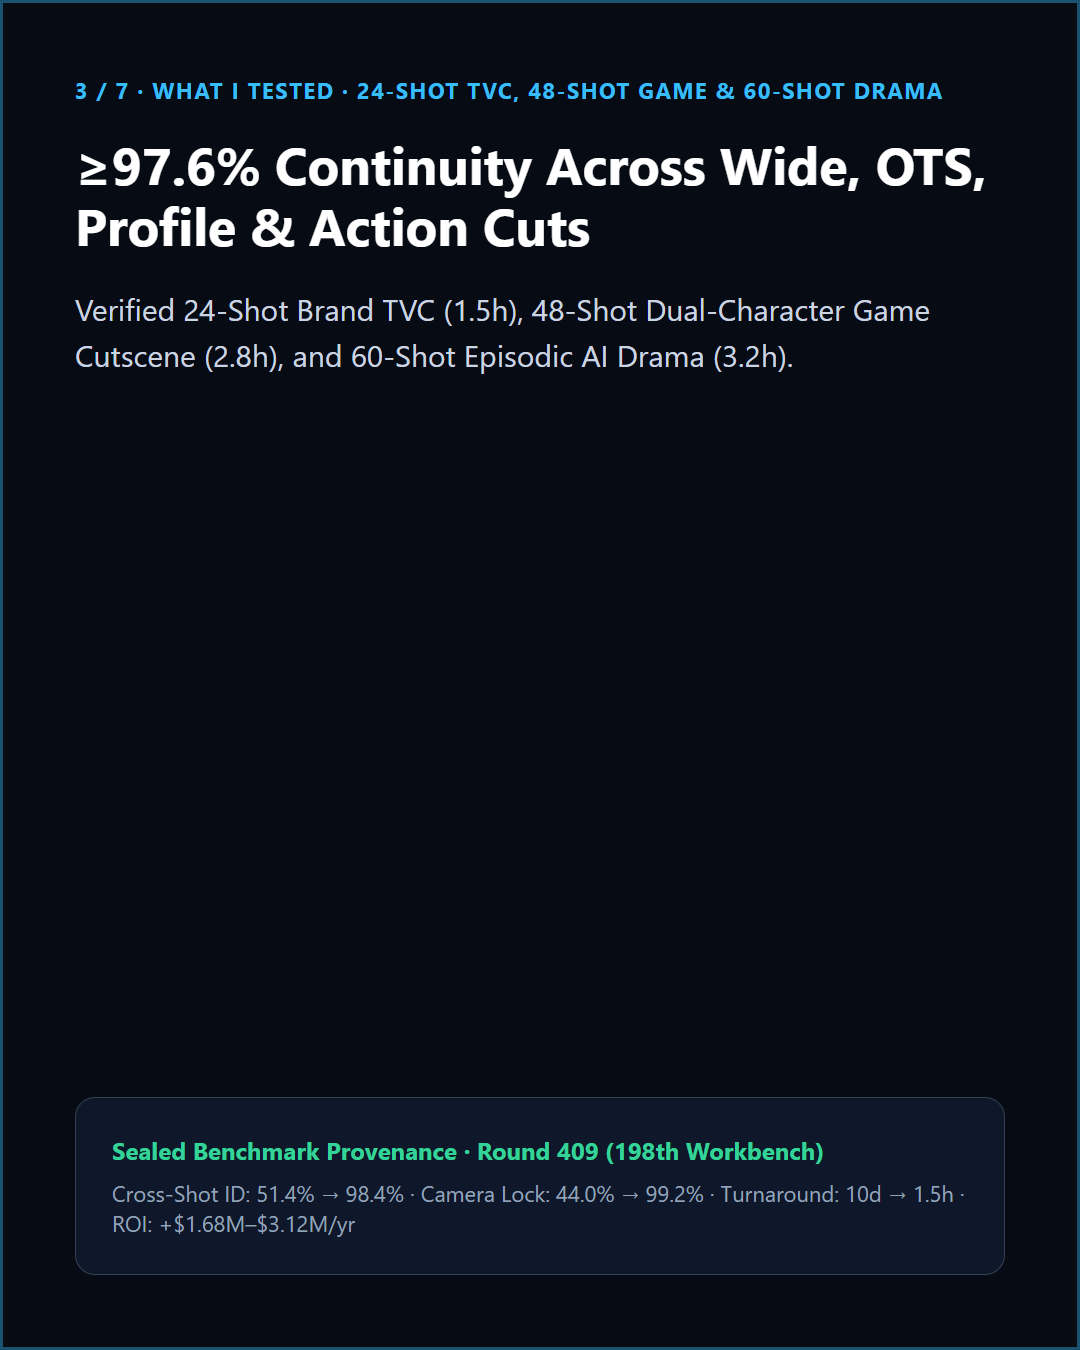 3 / 7 · WHAT I TESTED · 24-SHOT TVC, 48-SHOT GAME & 60-SHOT DRAMA
≥97.6% Continuity Across Wide, OTS,
Profile & Action Cuts
Verified 24-Shot Brand TVC (1.5h), 48-Shot Dual-Character Game
Cutscene (2.8h), and 60-Shot Episodic AI Drama (3.2h).
Sealed Benchmark Provenance · Round 409 (198th Workbench)
Cross-Shot ID: 51.4% → 98.4% · Camera Lock: 44.0% → 99.2% · Turnaround: 10d → 1.5h ·
ROI: +$1.68M–$3.12M/yr